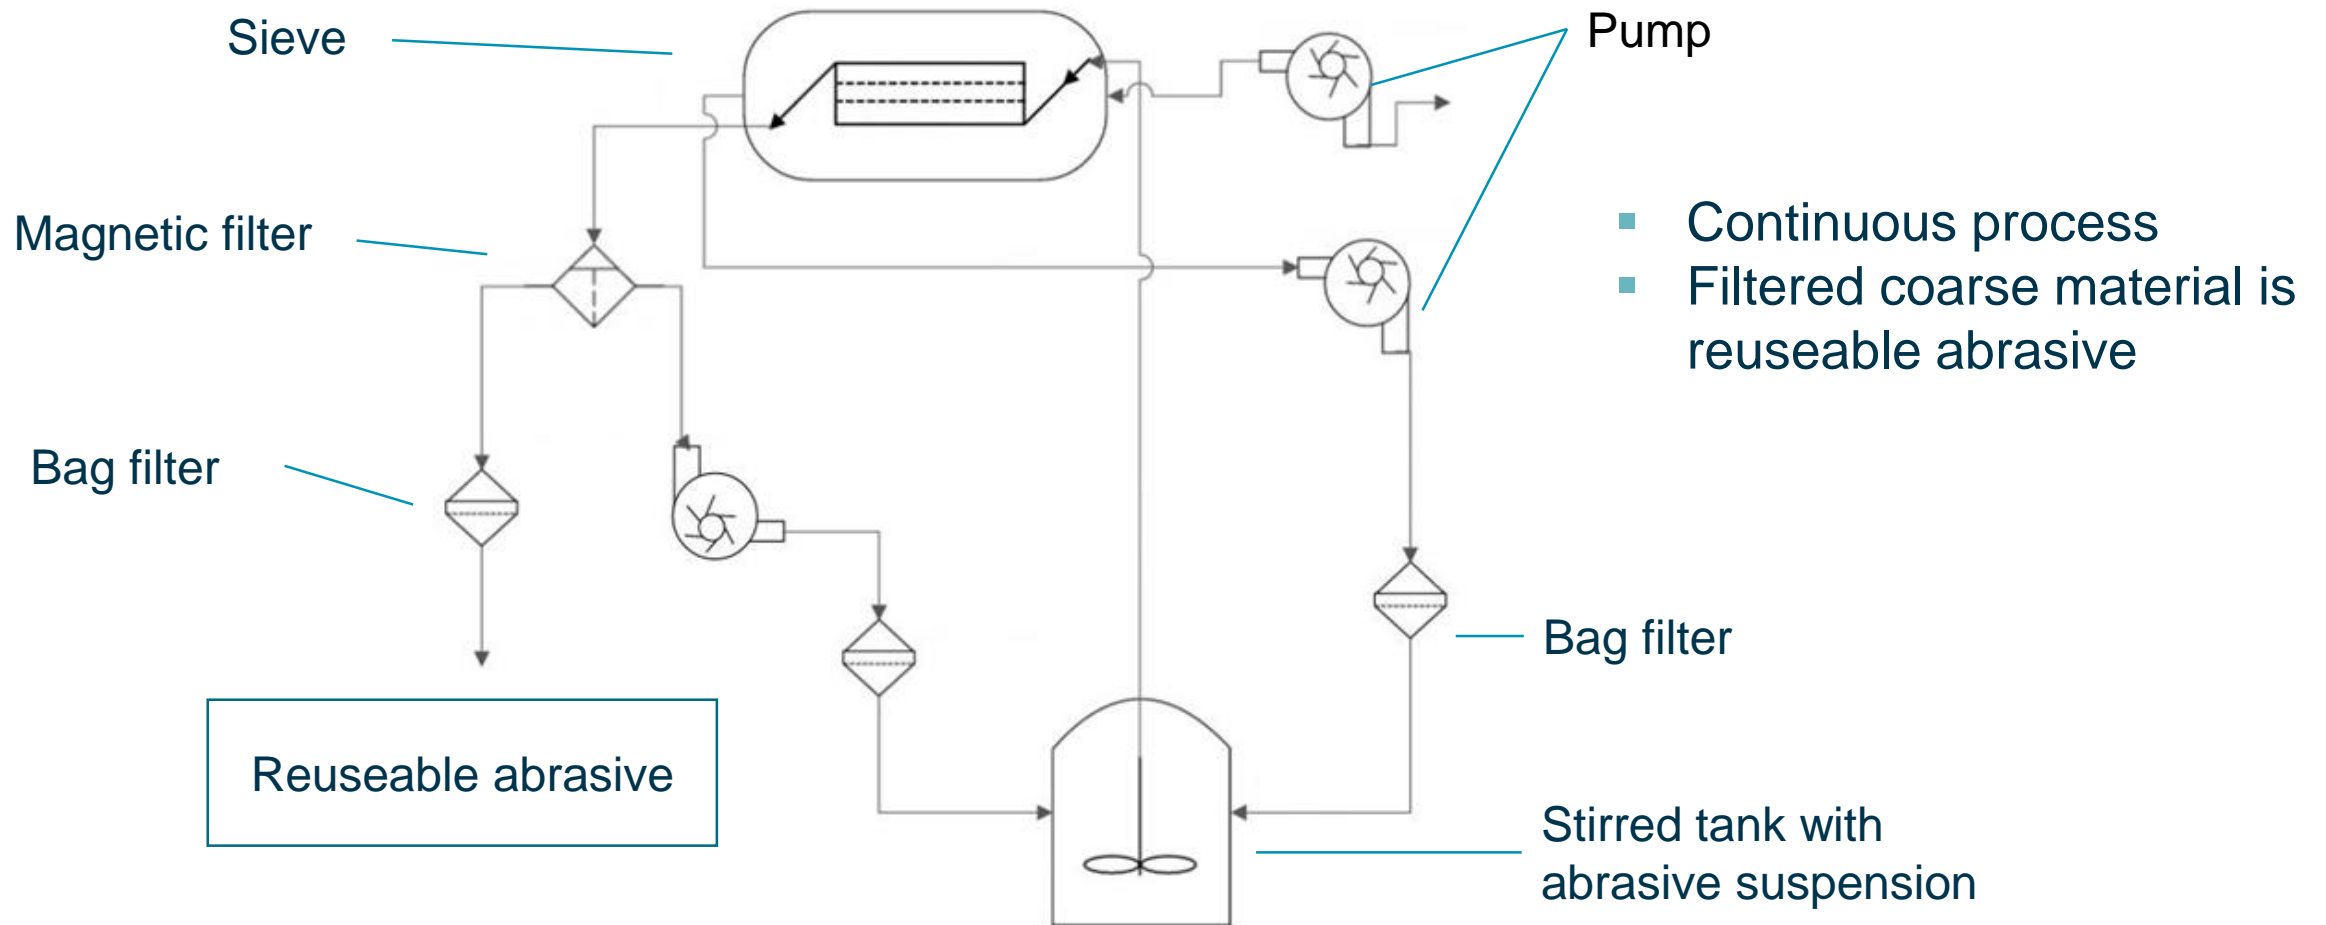 Sieve
Pump
Magnetic filter
▪ Continuous process
▪ Filtered coarse material is
reuseable abrasive
Bag filter
Bag filter
Reuseable abrasive
Stirred tank with
abrasive suspension